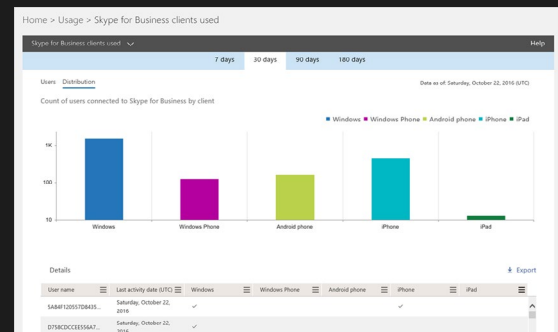 Home > Usage > Skype for Business clients used
Skype for Business clients used
Help
7 days 30 days 90 days 180 days
Users Distribution
Data as of: Saturday, October 22, 2016 (UTC)
Count of users connected to Skype for Business by client
Windows Windows Phone Android phone iPhone iPad
1K
100
10
Windows Windows Phone Android phone iPhone iPad
Details
Export
User name Last activity date (UTC) Windows Windows Phone Android phone iPhone iPad
5AB4F120557DB435... Saturday, October 22,
2016
D758CDCCEE556A7... Saturday, October 22,
2016